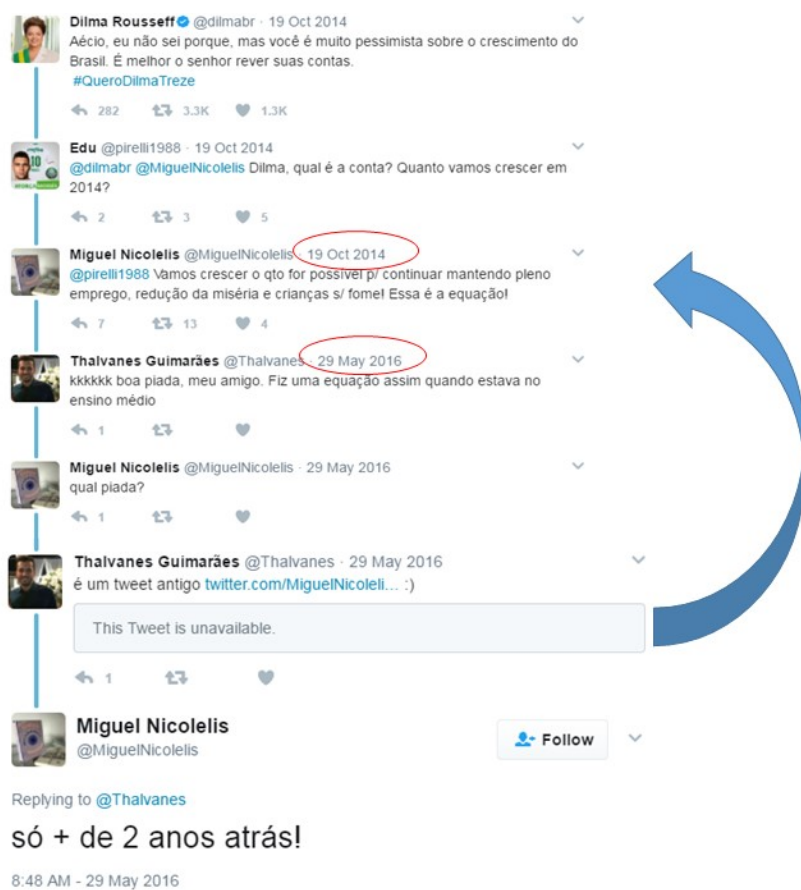 Dilma Rousseff @dilmabr · 19 Oct 2014
Aécio, eu não sei porque, mas você é muito pessimista sobre o crescimento do
Brasil. É melhor o senhor rever suas contas.
#QueroDilmaTreze
282 3.3K 1.3K
Edu @pirelli1988 · 19 Oct 2014
@dilmabr @MiguelNicolelis Dilma, qual é a conta? Quanto vamos crescer em
2014?
2 3 5
Miguel Nicolelis @MiguelNicolelis · 19 Oct 2014
@pirelli1988 Vamos crescer o qto for possível p/ continuar mantendo pleno
emprego, redução da miséria e crianças s/ fome! Essa é a equação!
7 13 4
Thalvanes Guimarães @Thalvanes · 29 May 2016
kkkkkk boa piada, meu amigo. Fiz uma equação assim quando estava no
ensino médio
1
Miguel Nicolelis @MiguelNicolelis · 29 May 2016
qual piada?
1
Thalvanes Guimarães @Thalvanes · 29 May 2016
é um tweet antigo twitter.com/MiguelNicoleli... :)
This Tweet is unavailable.
1
Miguel Nicolelis
@MiguelNicolelis
Follow
Replying to @Thalvanes
só + de 2 anos atrás!
8:48 AM - 29 May 2016